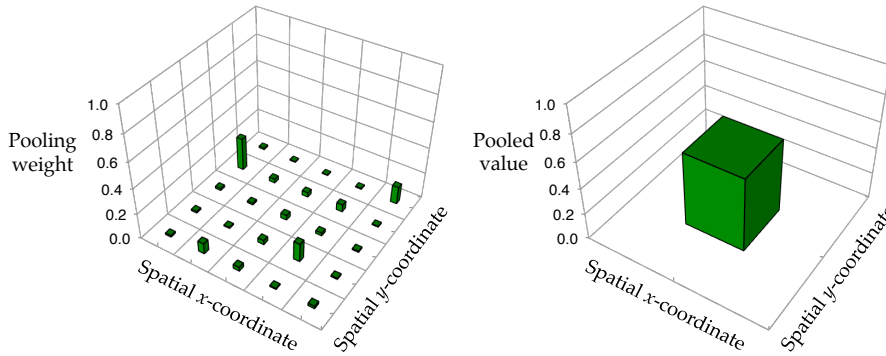 1.0
0.8
0.6
0.4
0.2
0.0
Pooling
weight
Spatial x-coordinate
Spatial y-coordinate
1.0
0.8
0.6
0.4
0.2
0.0
Pooled
value
Spatial x-coordinate
Spatial y-coordinate